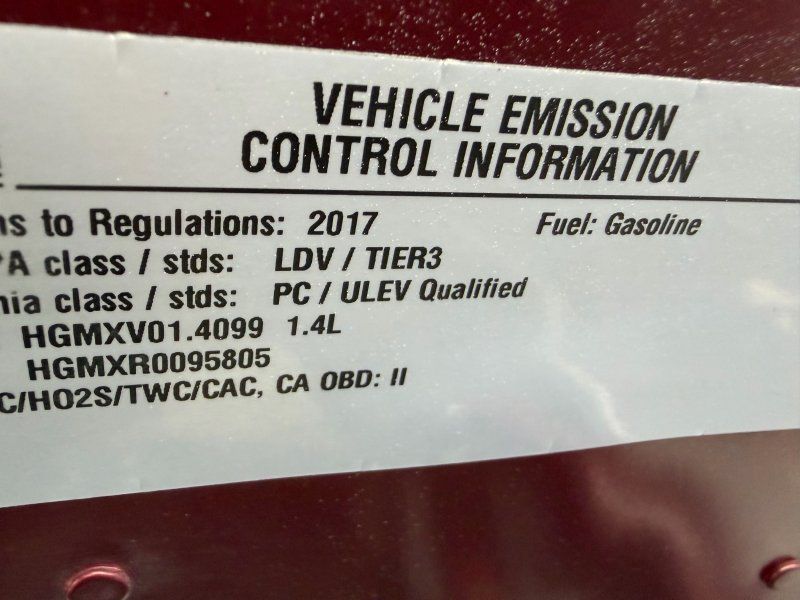 VEHICLE EMISSION
CONTROL INFORMATION
ns to Regulations: 2017 Fuel: Gasoline
A class / stds: LDV / TIER3
nia class / stds: PC / ULEV Qualified
HGMXV01.4099 1.4L
HGMXR0095805
C/HO2S/TWC/CAC, CA OBD: II